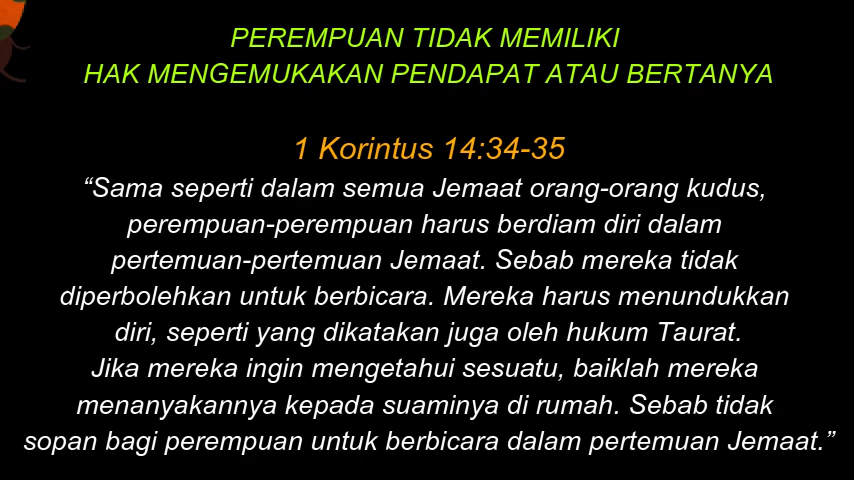 PEREMPUAN TIDAK MEMILIKI
HAK MENGEMUKAKAN PENDAPAT ATAU BERTANYA
1 Korintus 14:34-35
“Sama seperti dalam semua Jemaat orang-orang kudus,
perempuan-perempuan harus berdiam diri dalam
pertemuan-pertemuan Jemaat. Sebab mereka tidak
diperbolehkan untuk berbicara. Mereka harus menundukkan
diri, seperti yang dikatakan juga oleh hukum Taurat.
Jika mereka ingin mengetahui sesuatu, baiklah mereka
menanyakannya kepada suaminya di rumah. Sebab tidak
sopan bagi perempuan untuk berbicara dalam pertemuan Jemaat.”